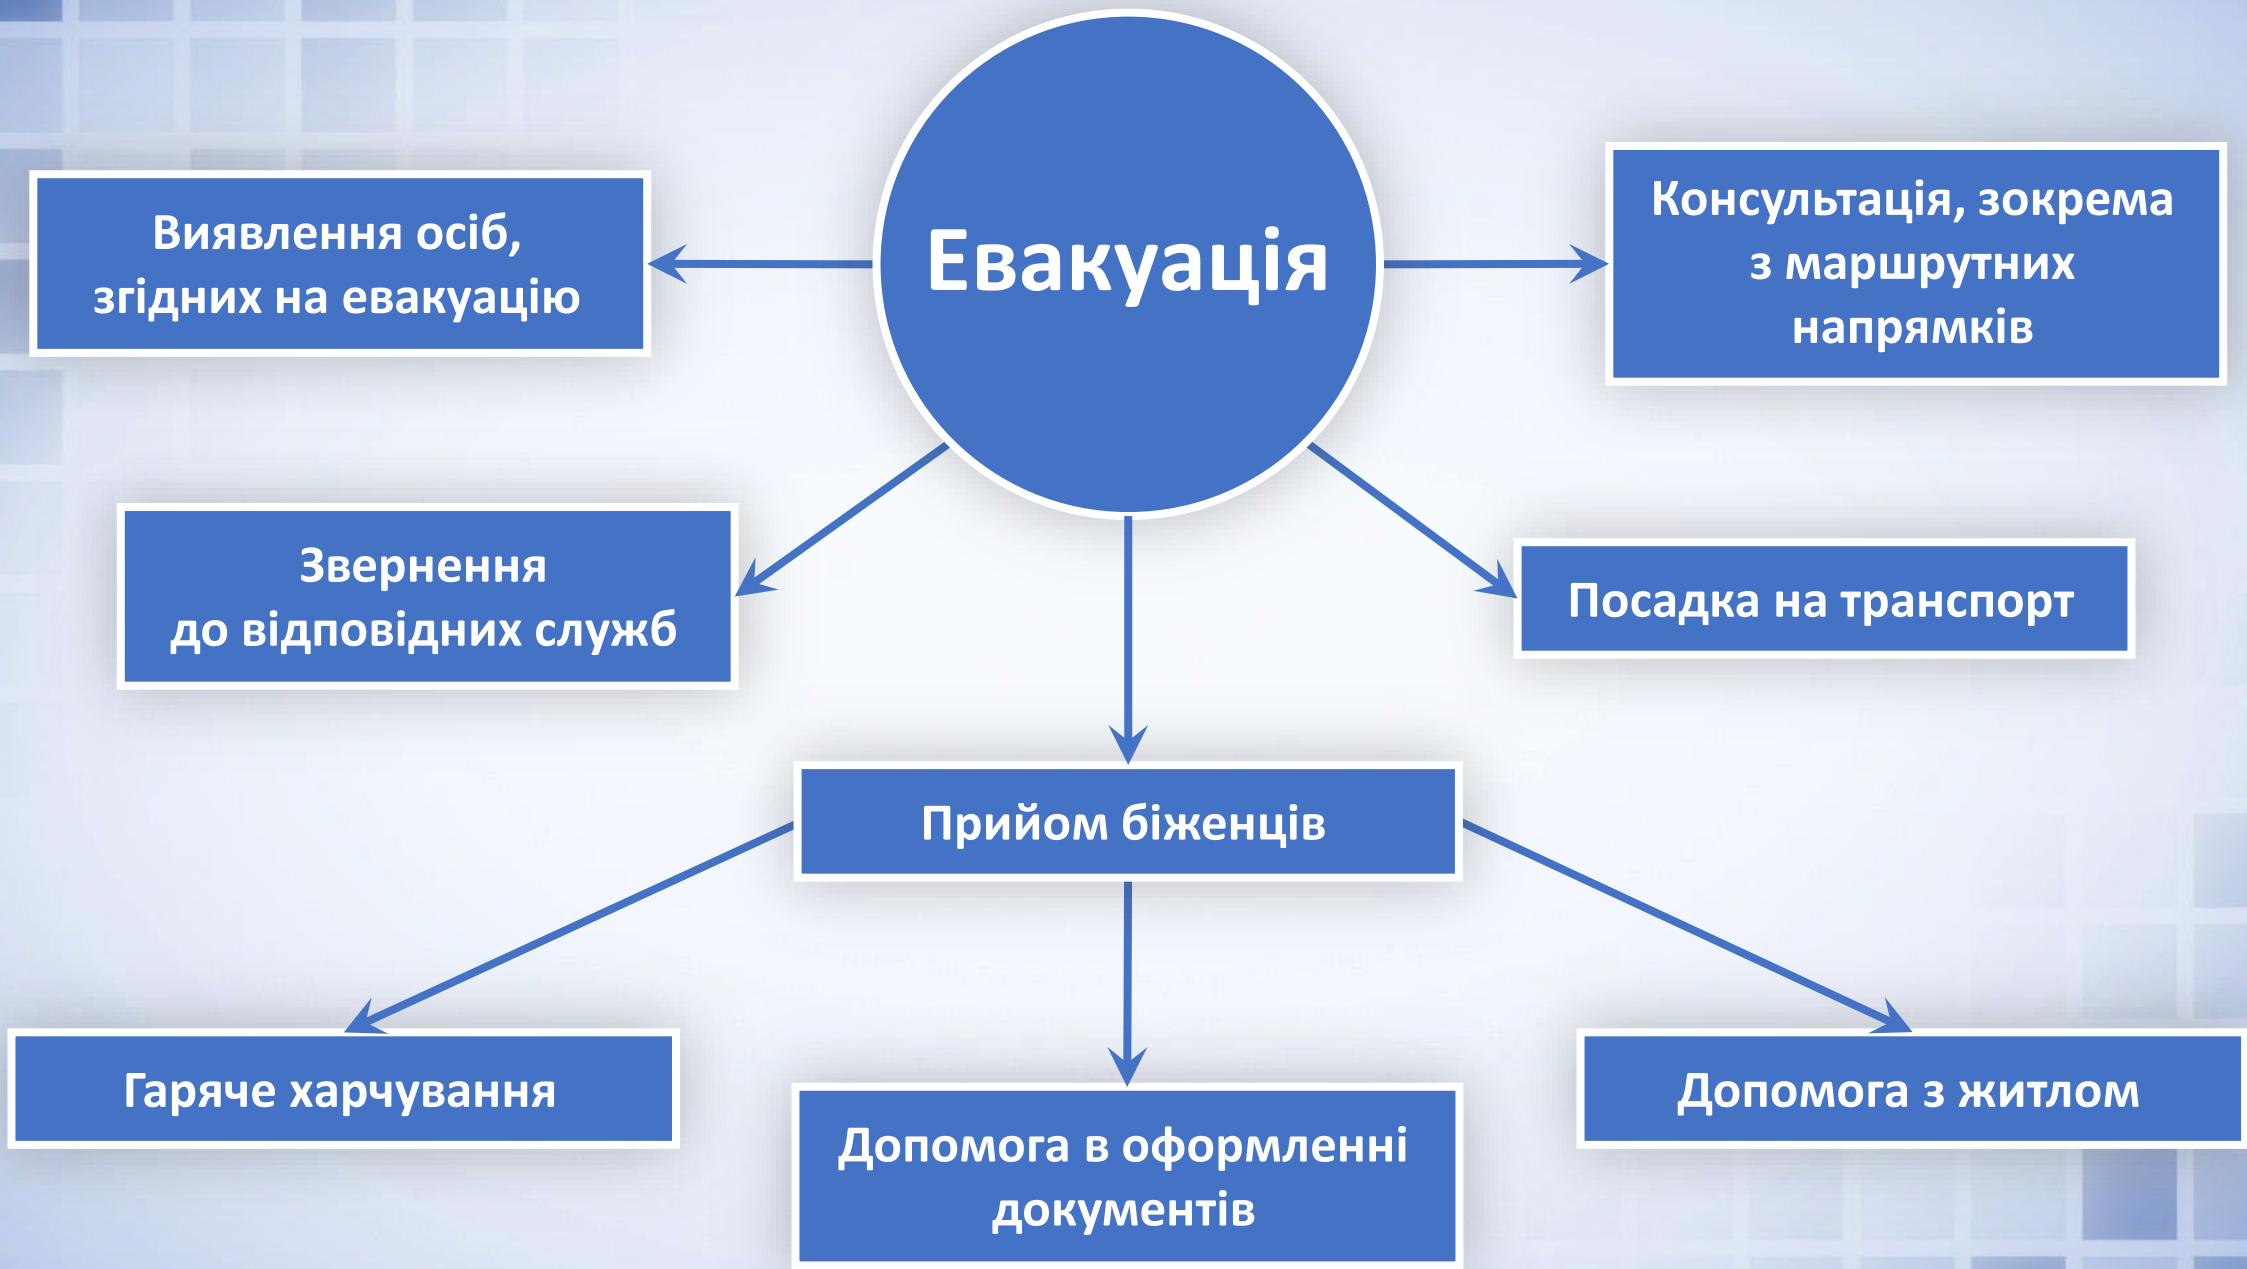 Евакуація
Виявлення осіб,
згідних на евакуацію
Консультація, зокрема
з маршрутних
напрямків
Звернення
до відповідних служб
Посадка на транспорт
Прийом біженців
Гаряче харчування
Допомога в оформленні
документів
Допомога з житлом